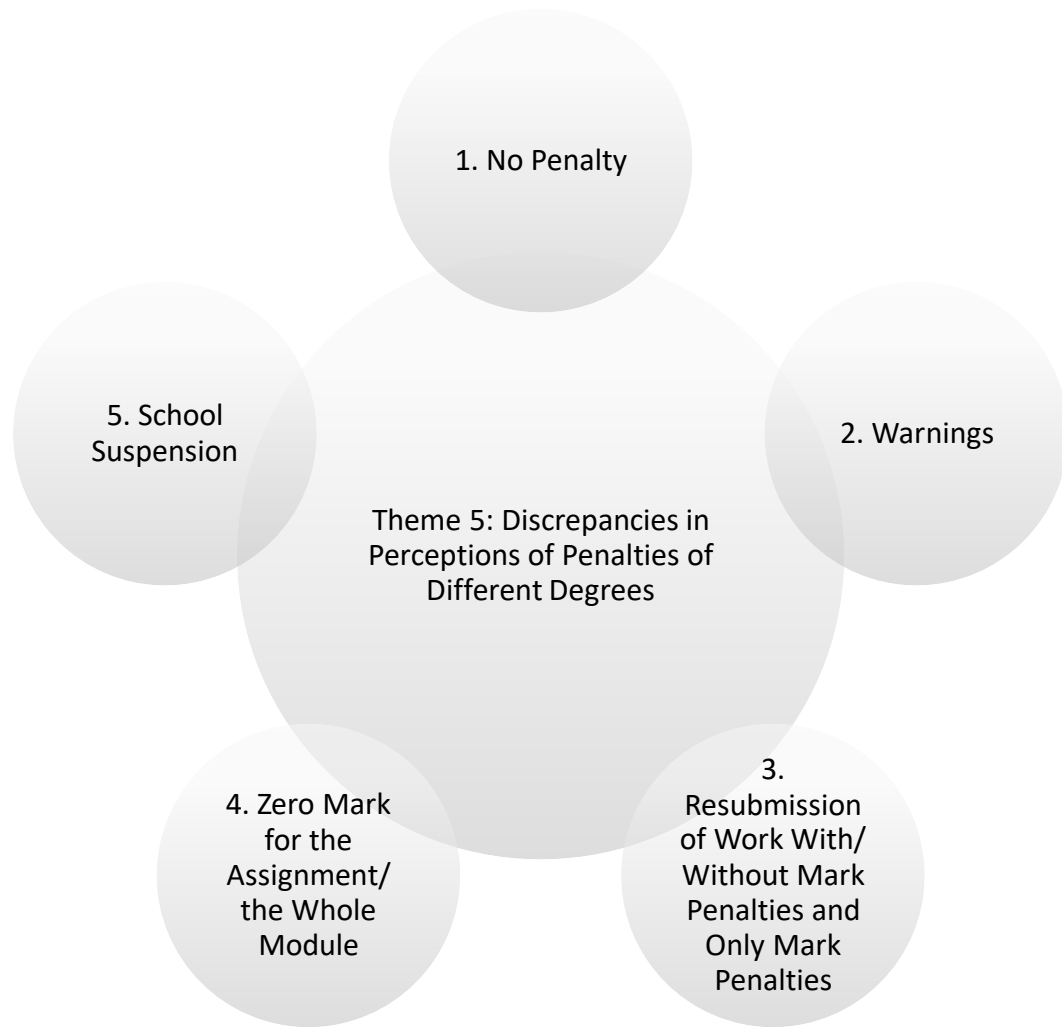 1. No Penalty
2. Warnings
3.
Resubmission
of Work With/
Without Mark
Penalties and
Only Mark
Penalties
4. Zero Mark
for the
Assignment/
the Whole
Module
5. School
Suspension
Theme 5: Discrepancies in
Perceptions of Penalties of
Different Degrees